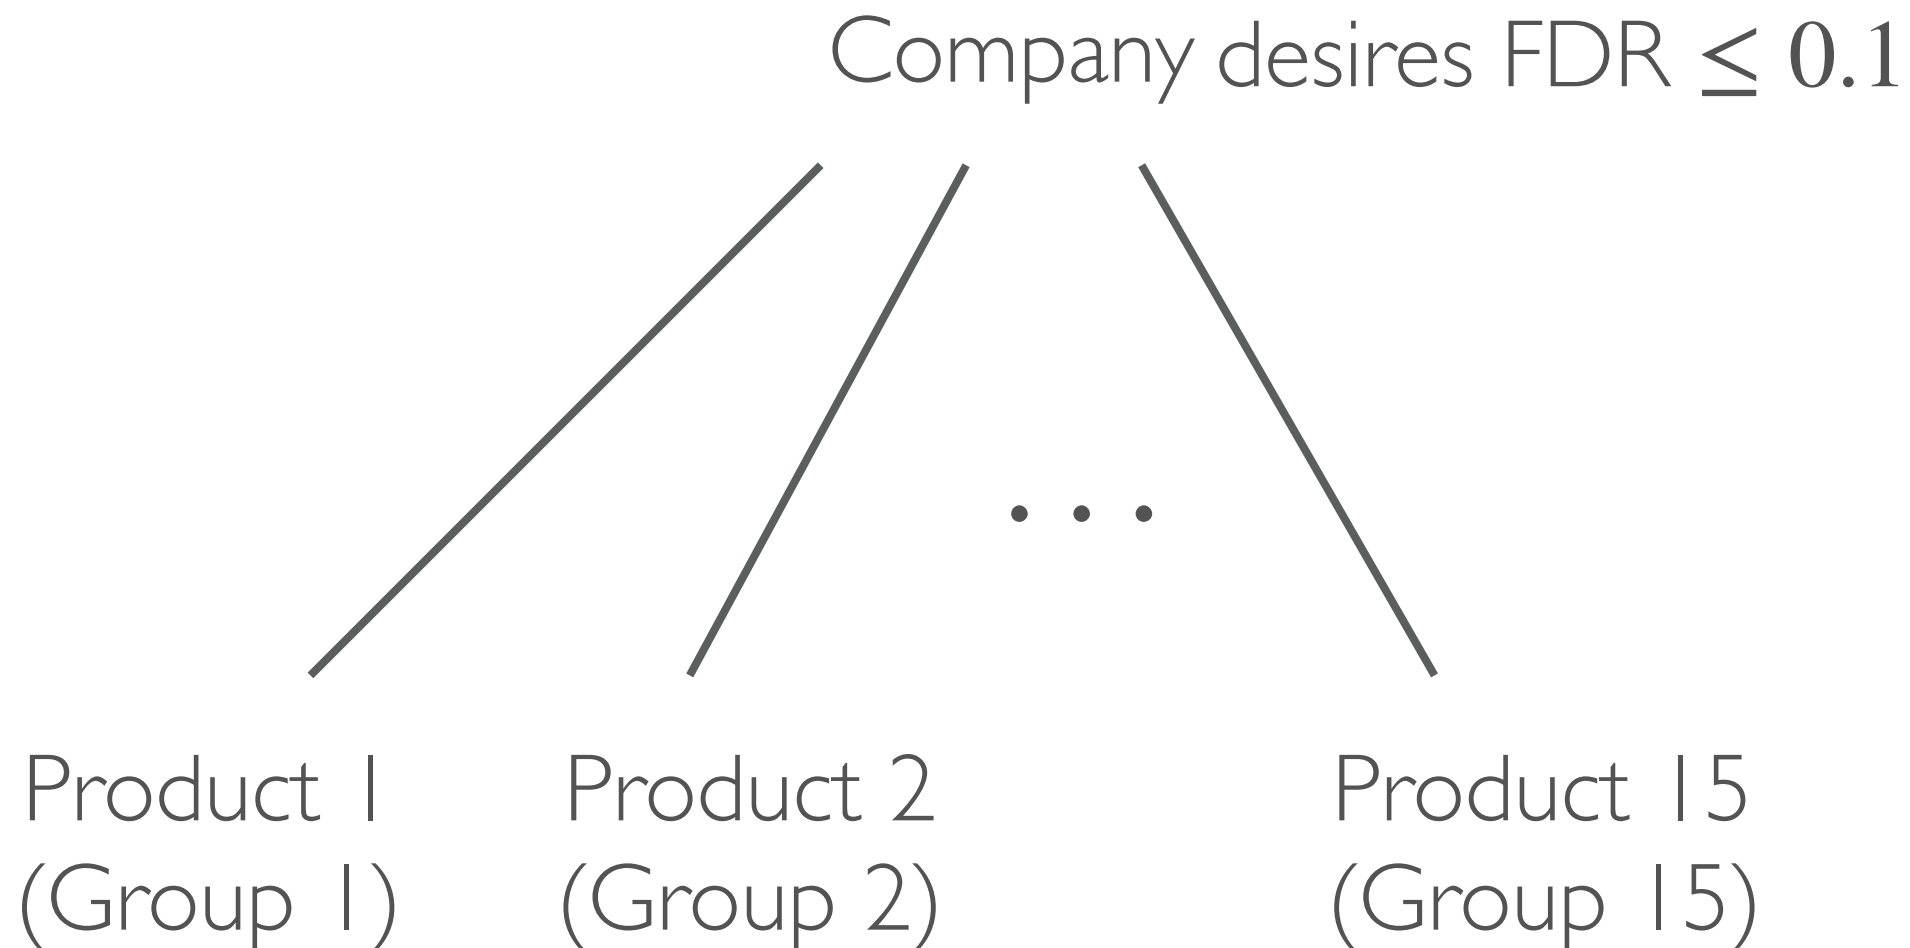 Company desires FDR ≤ 0.1
. . .
Product 1
Product 2
Product 15
(Group 1)
(Group 2)
(Group 15)